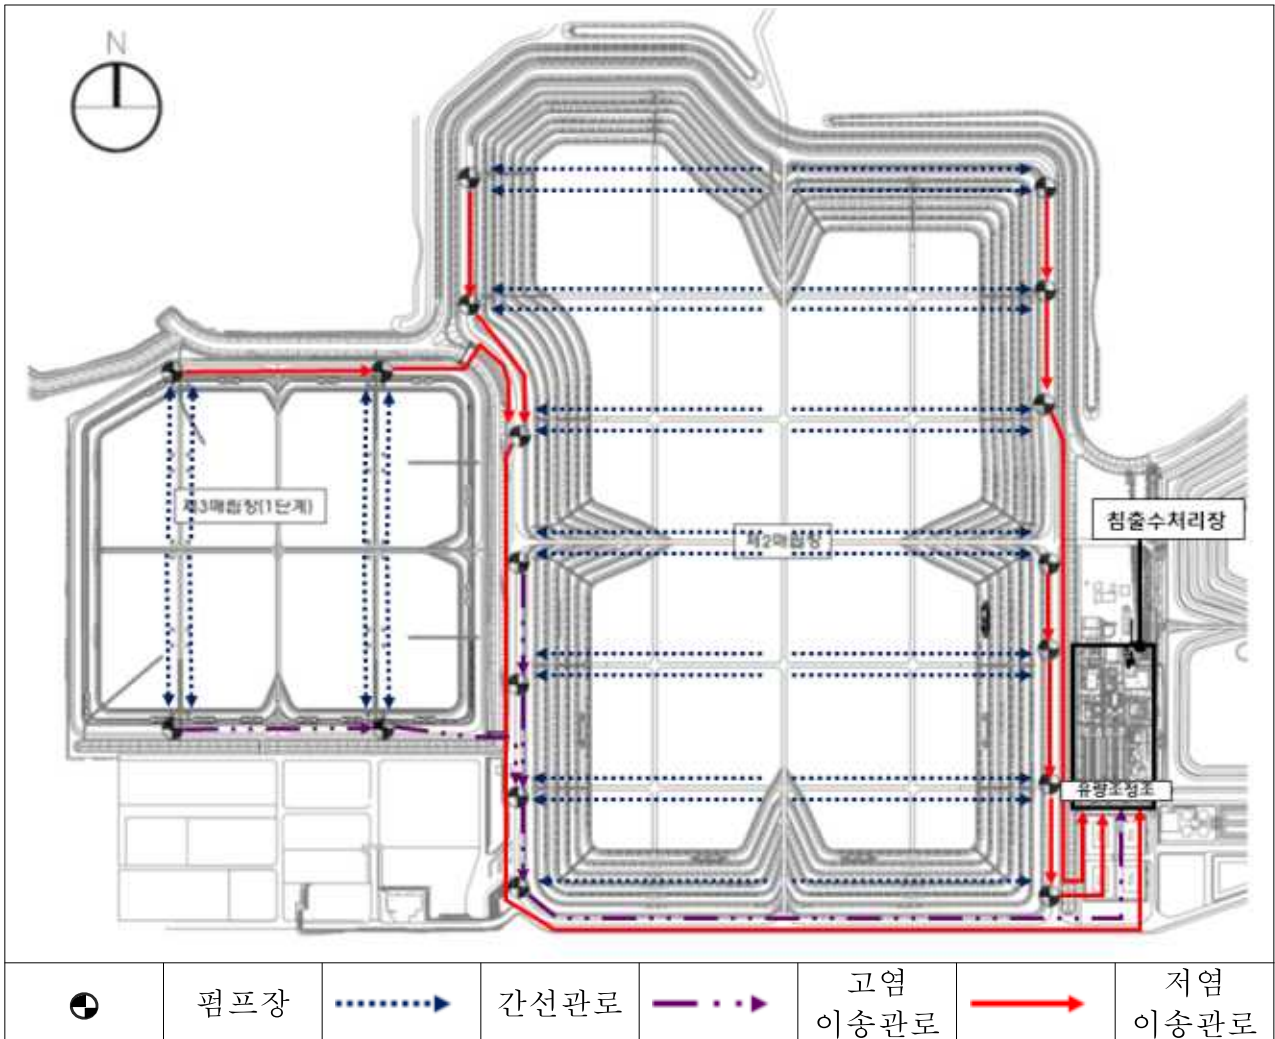 N
제3매립장(1단계)
제2매립장
침출수처리장
유량조정조
펌프장
간선관로
고염
이송관로
저염
이송관로